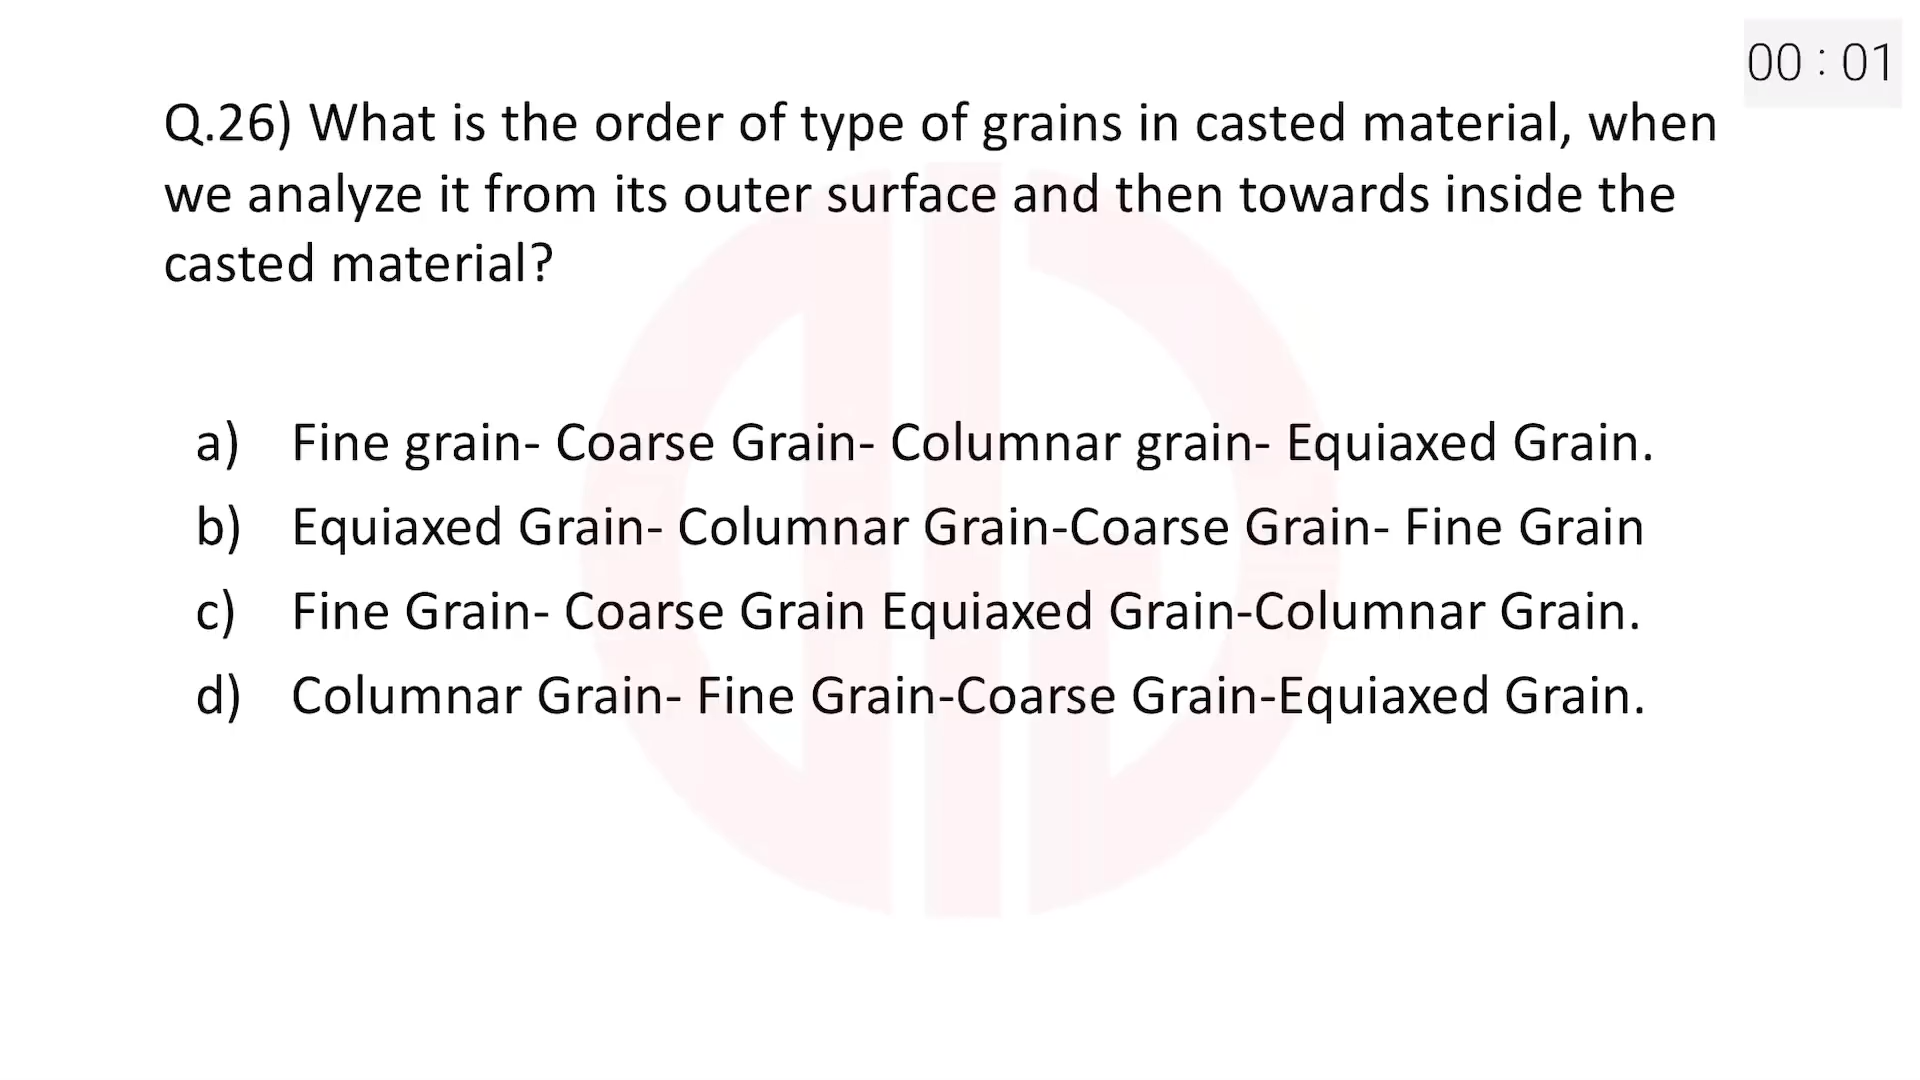 00 : 01
Q.26) What is the order of type of grains in casted material, when
we analyze it from its outer surface and then towards inside the
casted material?
a) Fine grain- Coarse Grain- Columnar grain- Equiaxed Grain.
b) Equiaxed Grain- Columnar Grain-Coarse Grain- Fine Grain
c) Fine Grain- Coarse Grain Equiaxed Grain-Columnar Grain.
d) Columnar Grain- Fine Grain-Coarse Grain-Equiaxed Grain.